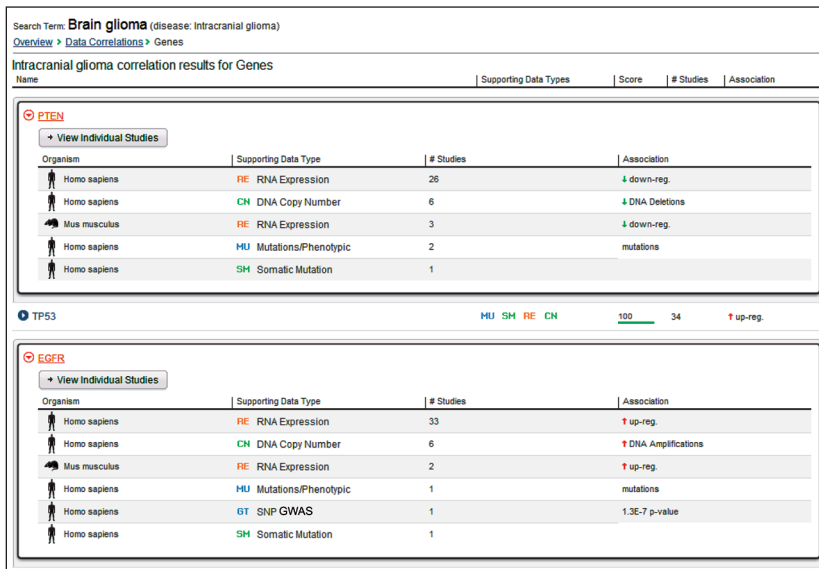 Search Term: Brain glioma (disease: Intracranial glioma)
Overview > Data Correlations > Genes
Intracranial glioma correlation results for Genes
Name Supporting Data Types Score # Studies Association
PTEN
→ View Individual Studies
Organism Supporting Data Type # Studies Association
Homo sapiens RE RNA Expression 26 ↓ down-reg.
Homo sapiens CN DNA Copy Number 6 ↓ DNA Deletions
Mus musculus RE RNA Expression 3 ↓ down-reg.
Homo sapiens MU Mutations/Phenotypic 2 mutations
Homo sapiens SM Somatic Mutation 1
TP53 MU SM RE CN 100 34 ↑ up-reg.
EGFR
→ View Individual Studies
Organism Supporting Data Type # Studies Association
Homo sapiens RE RNA Expression 33 ↑ up-reg.
Homo sapiens CN DNA Copy Number 6 ↑ DNA Amplifications
Mus musculus RE RNA Expression 2 ↑ up-reg.
Homo sapiens MU Mutations/Phenotypic 1 mutations
Homo sapiens GT SNP GWAS 1 1.3E-7 p-value
Homo sapiens SM Somatic Mutation 1